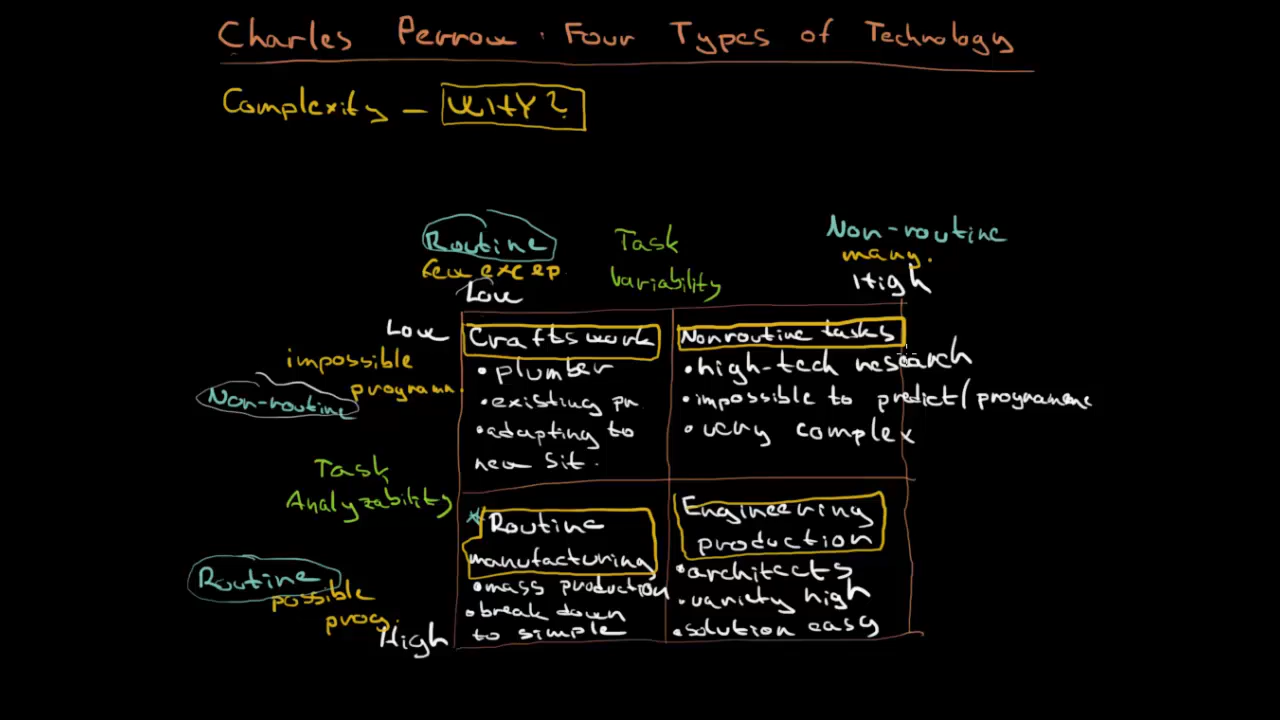 Charles Perrow: Four Types of Technology
Complexity - WHY?
Routine
few excep.
Low
Task
Variability
Non-routine
many.
High
Low
impossible
programm.
Non-routine
Task
Analyzability
Routine
possible
prog.
High
Craftswork
• plumber
• existing pr.
• adapting to
new sit.
Nonroutine tasks
• high-tech research
• impossible to predict/programme
• very complex
* Routine
manufacturing
• mass production
• break down
to simple
Engineering
production
• architects
• variety high
• solution easy